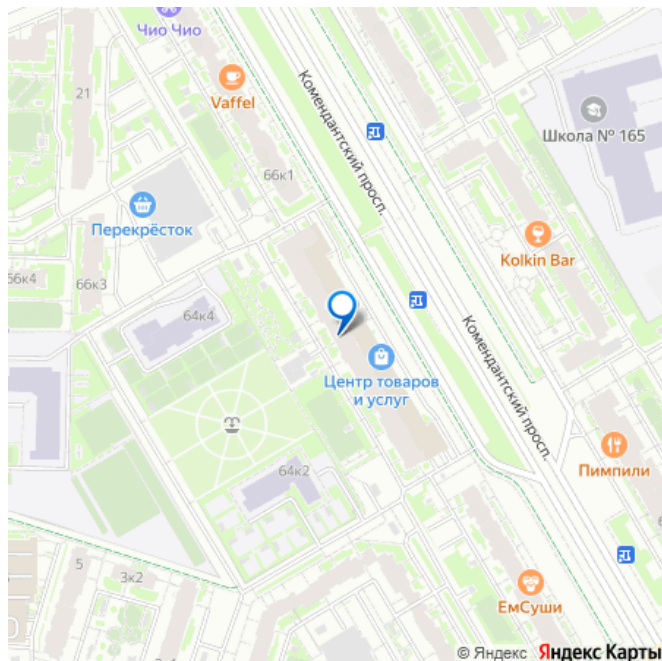 Чио Чио
21
Vaffel
Комендантский просп.
Школа № 165
66к1
Перекрёсток
Kolkin Bar
66к4
66к3
64к4
Комендантский просп.
Центр товаров
и услуг
Пимпили
64к2
5
3к2
ЕмСуши
© Яндекс Яндекс Карты